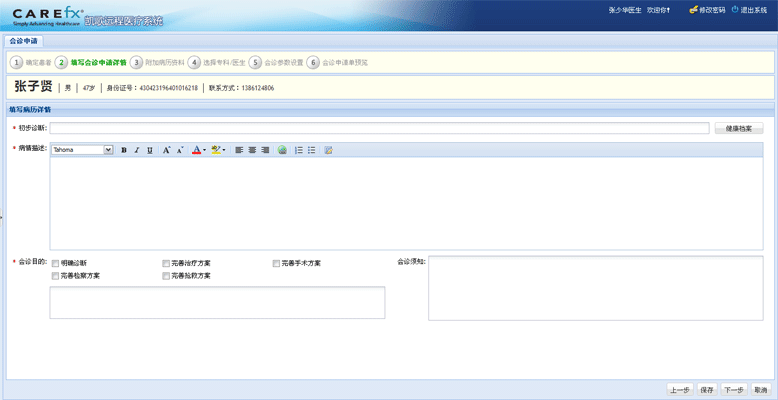 CAREfx
Simply Advancing Healthcare
凯歌远程医疗系统
张少华医生 欢迎你! 修改密码 退出系统
会诊申请
1 确定患者 2 填写会诊申请详情 3 附加病历资料 4 选择专科/医生 5 会诊参数设置 6 会诊申请单预览
张子贤 | 男 | 47岁 | 身份证号:430423196401016218 | 联系方式:1386124806
填写病历详情
* 初步诊断: 健康档案
* 病情描述: Tahoma B I U A A A aby
* 会诊目的: 明确诊断 完善治疗方案 完善手术方案 会诊须知:
完善检察方案 完善抢救方案
上一步 保存 下一步 取消